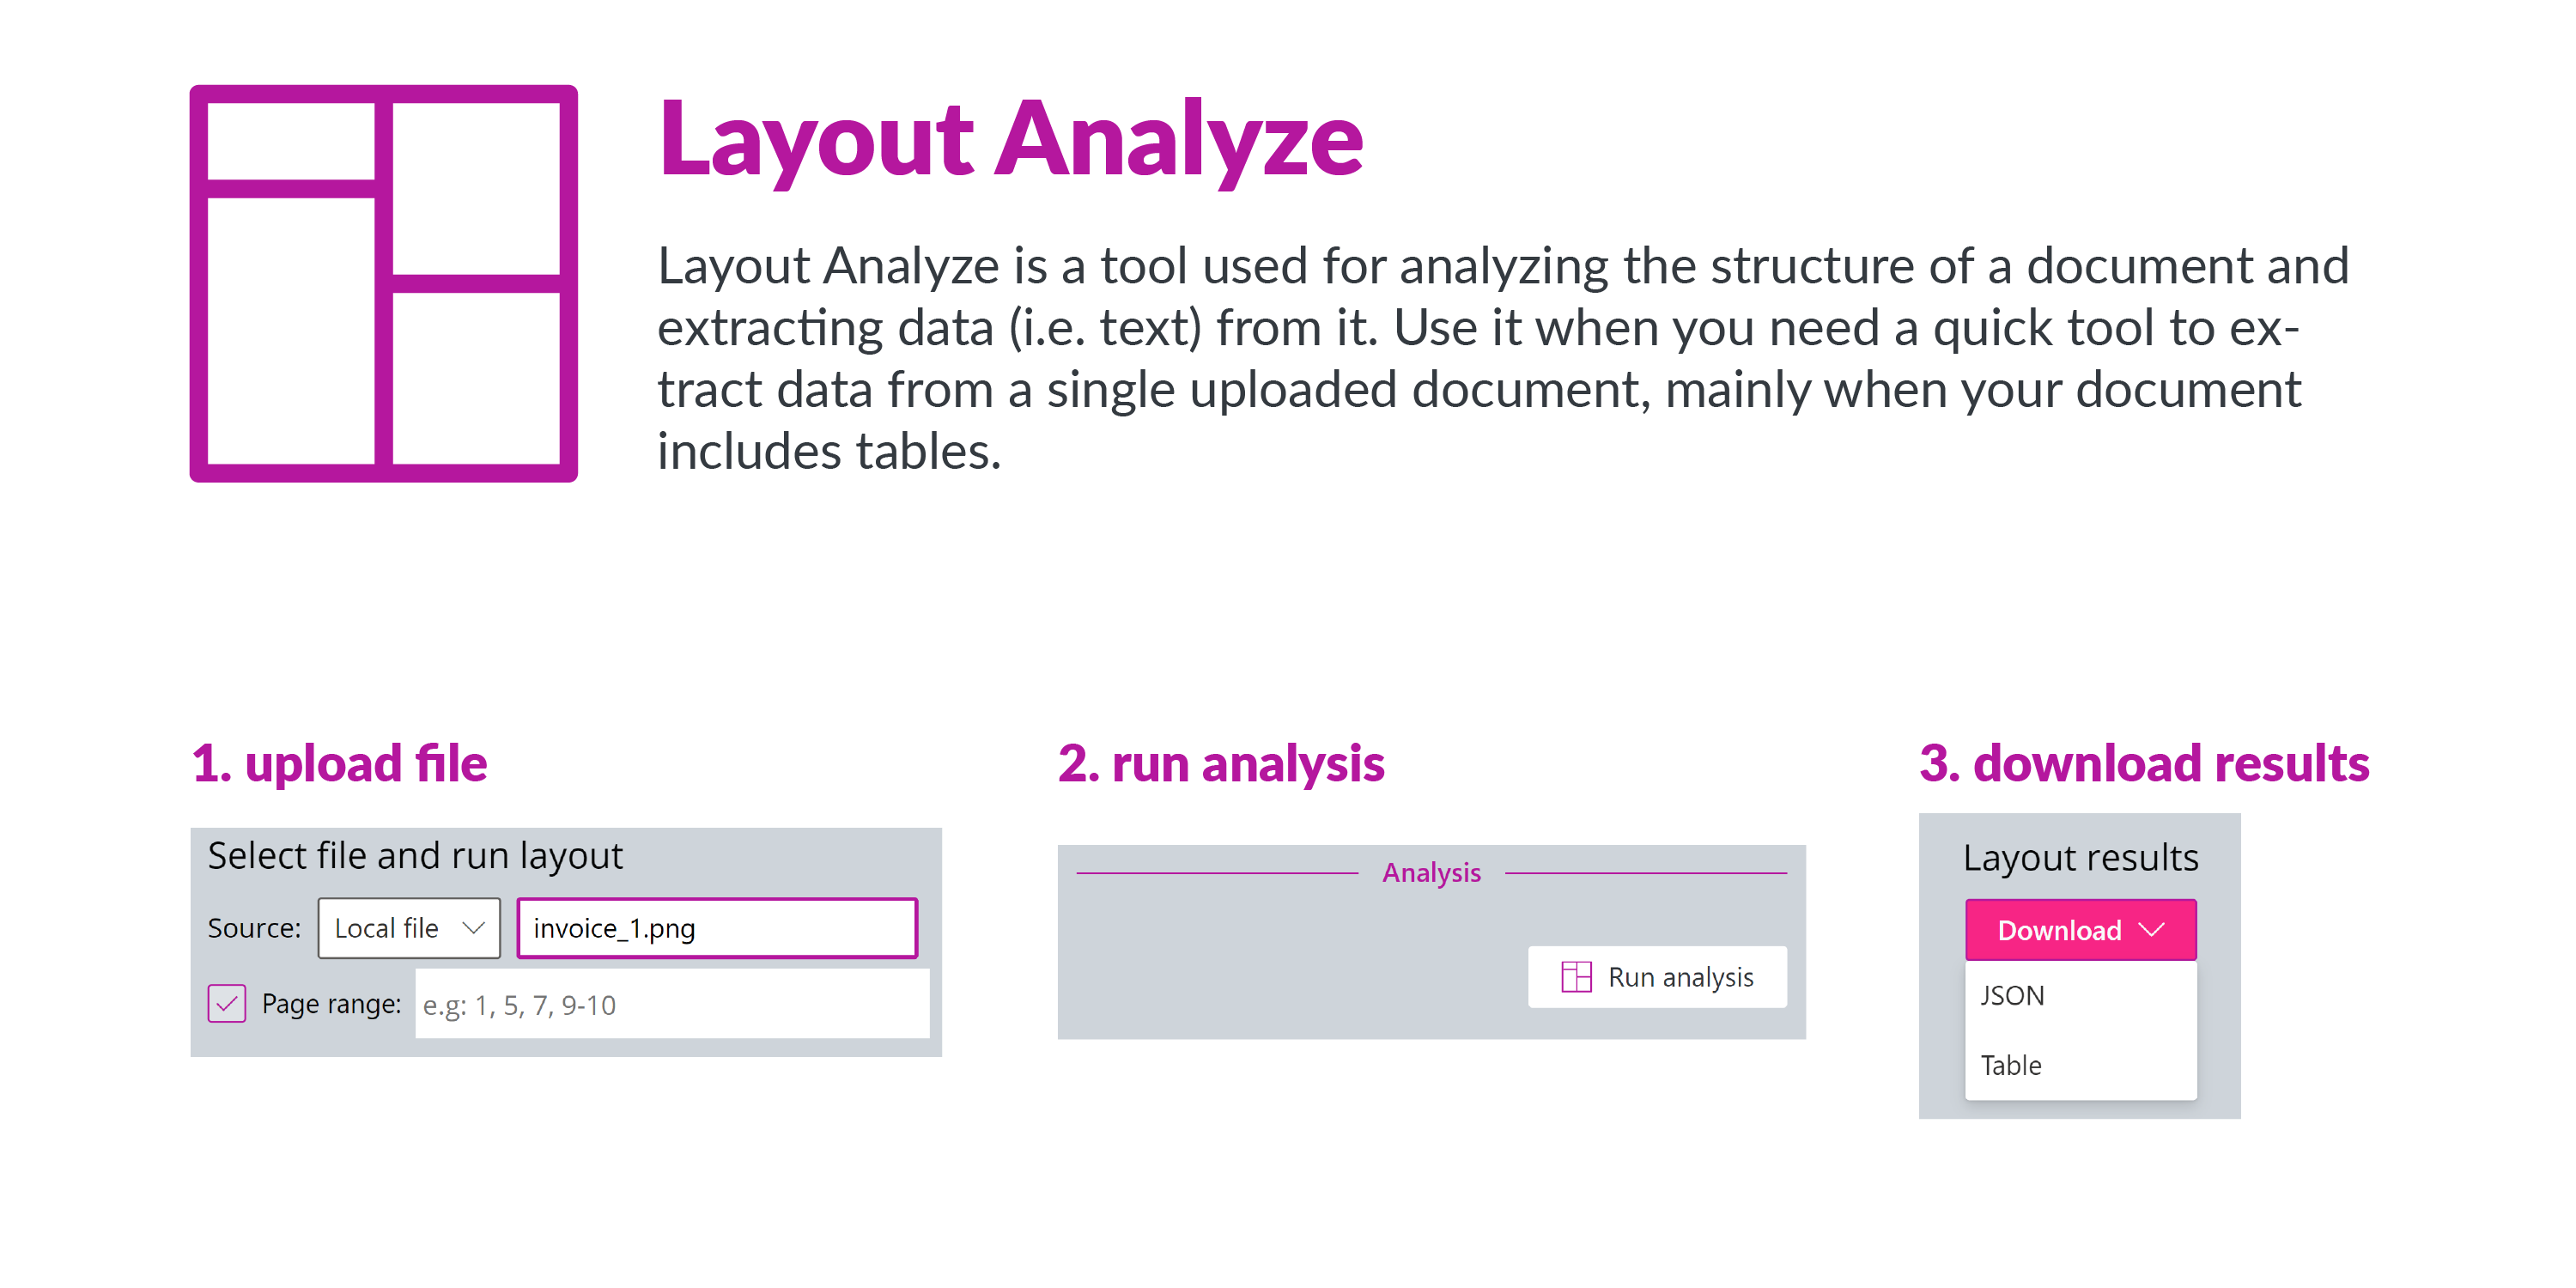 Layout Analyze
Layout Analyze is a tool used for analyzing the structure of a document and
extracting data (i.e. text) from it. Use it when you need a quick tool to ex-
tract data from a single uploaded document, mainly when your document
includes tables.
1. upload file
Select file and run layout
Source: Local file invoice_1.png
Page range: e.g: 1, 5, 7, 9-10
2. run analysis
Analysis
Run analysis
3. download results
Layout results
Download
JSON
Table